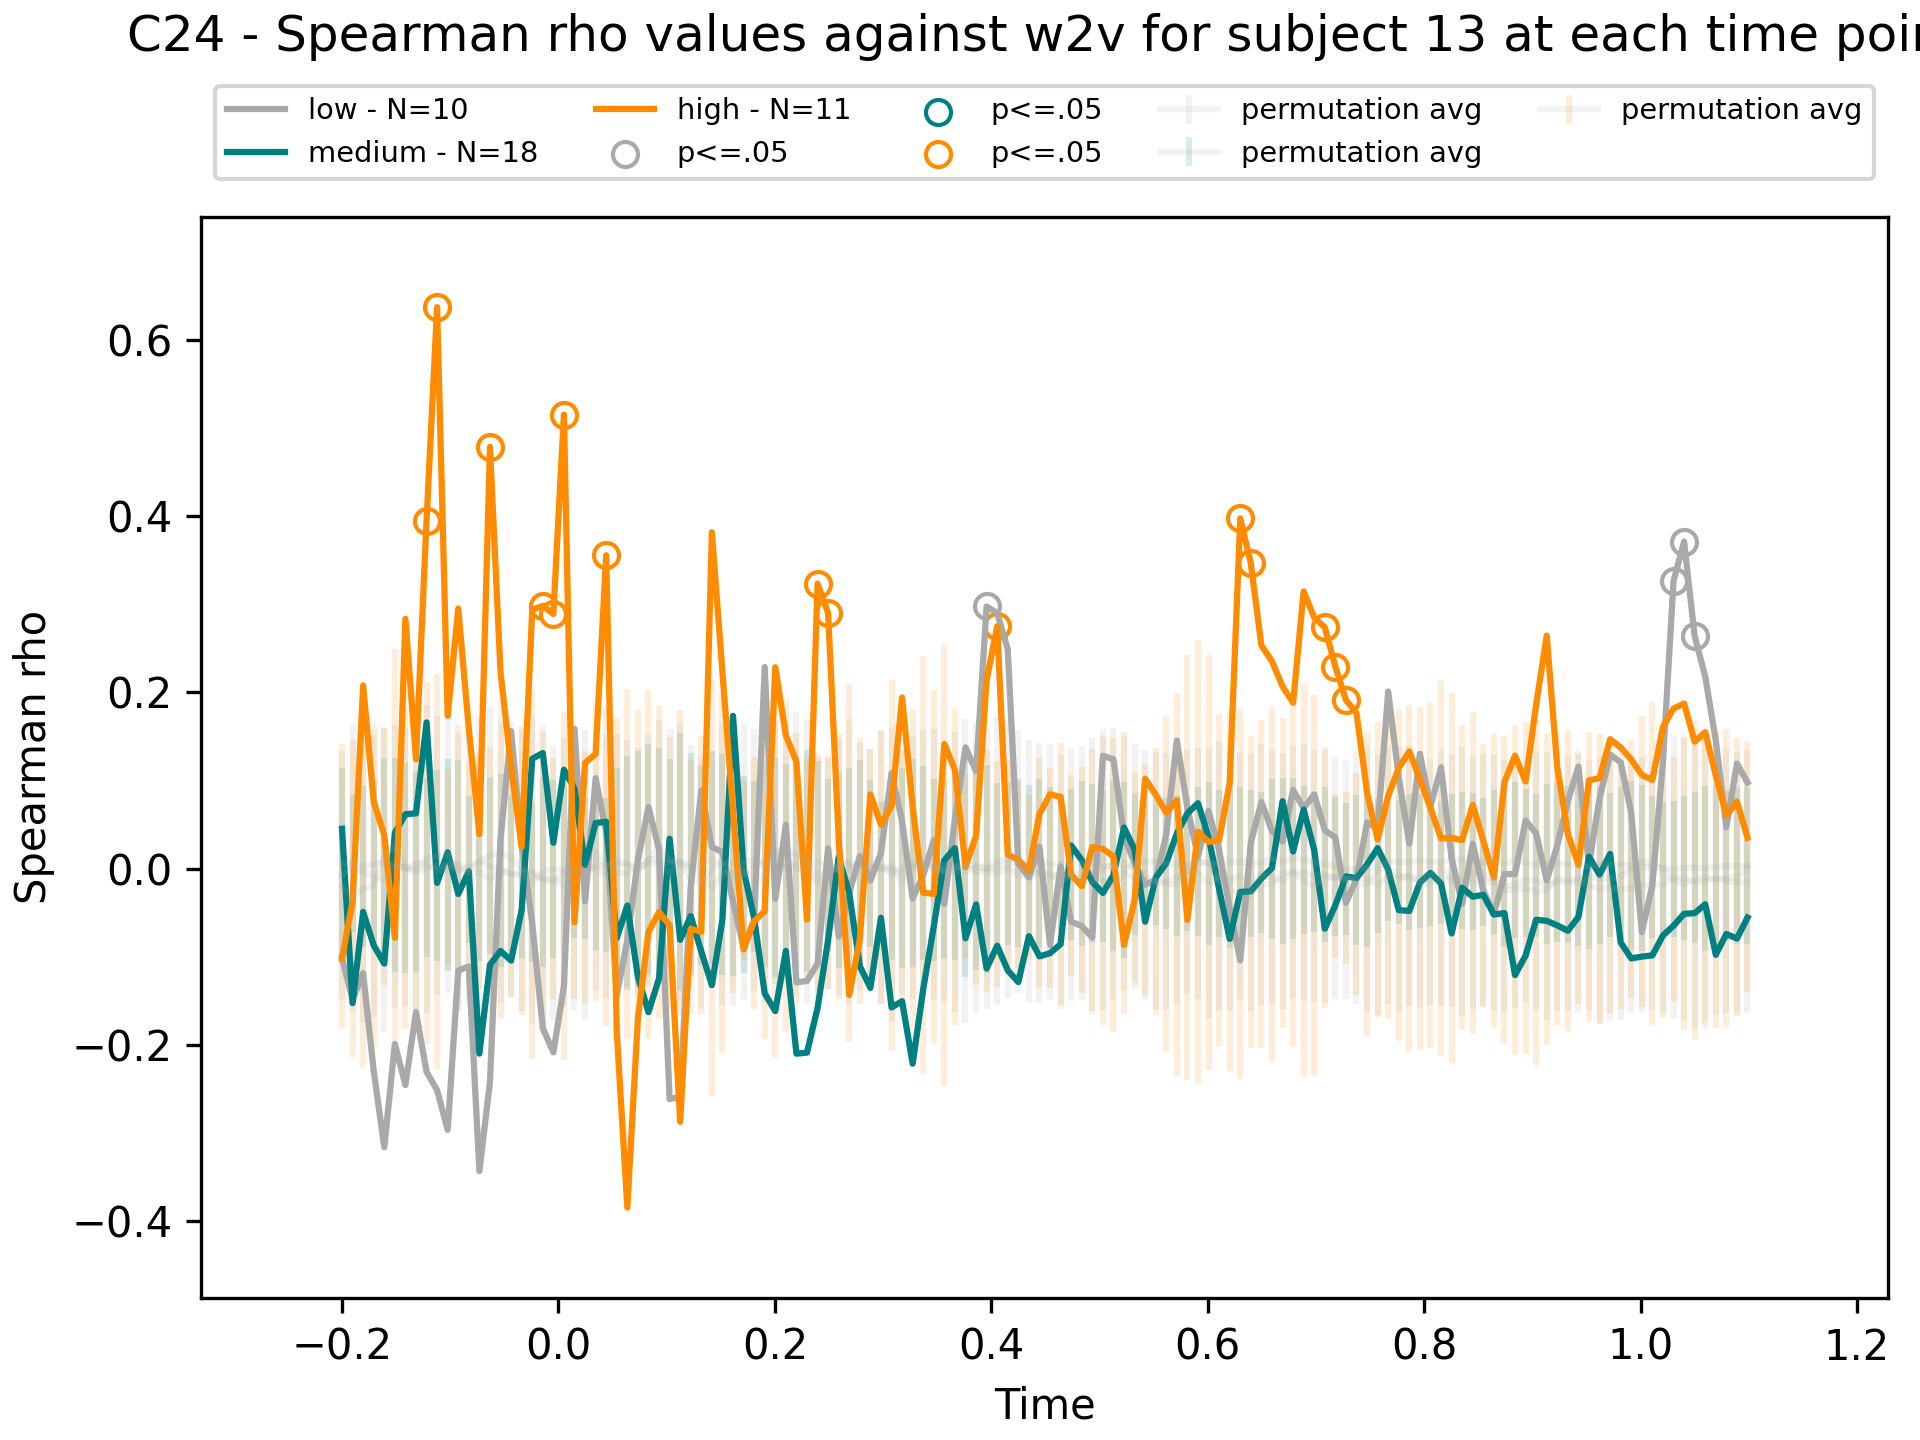 C24 - Spearman rho values against w2v for subject 13 at each time poi
low - N=10 high - N=11 p<=.05 permutation avg permutation avg
medium - N=18 p<=.05 p<=.05 permutation avg
Spearman rho
0.6
0.4
0.2
0.0
−0.2
−0.4
−0.2 0.0 0.2 0.4 0.6 0.8 1.0 1.2
Time